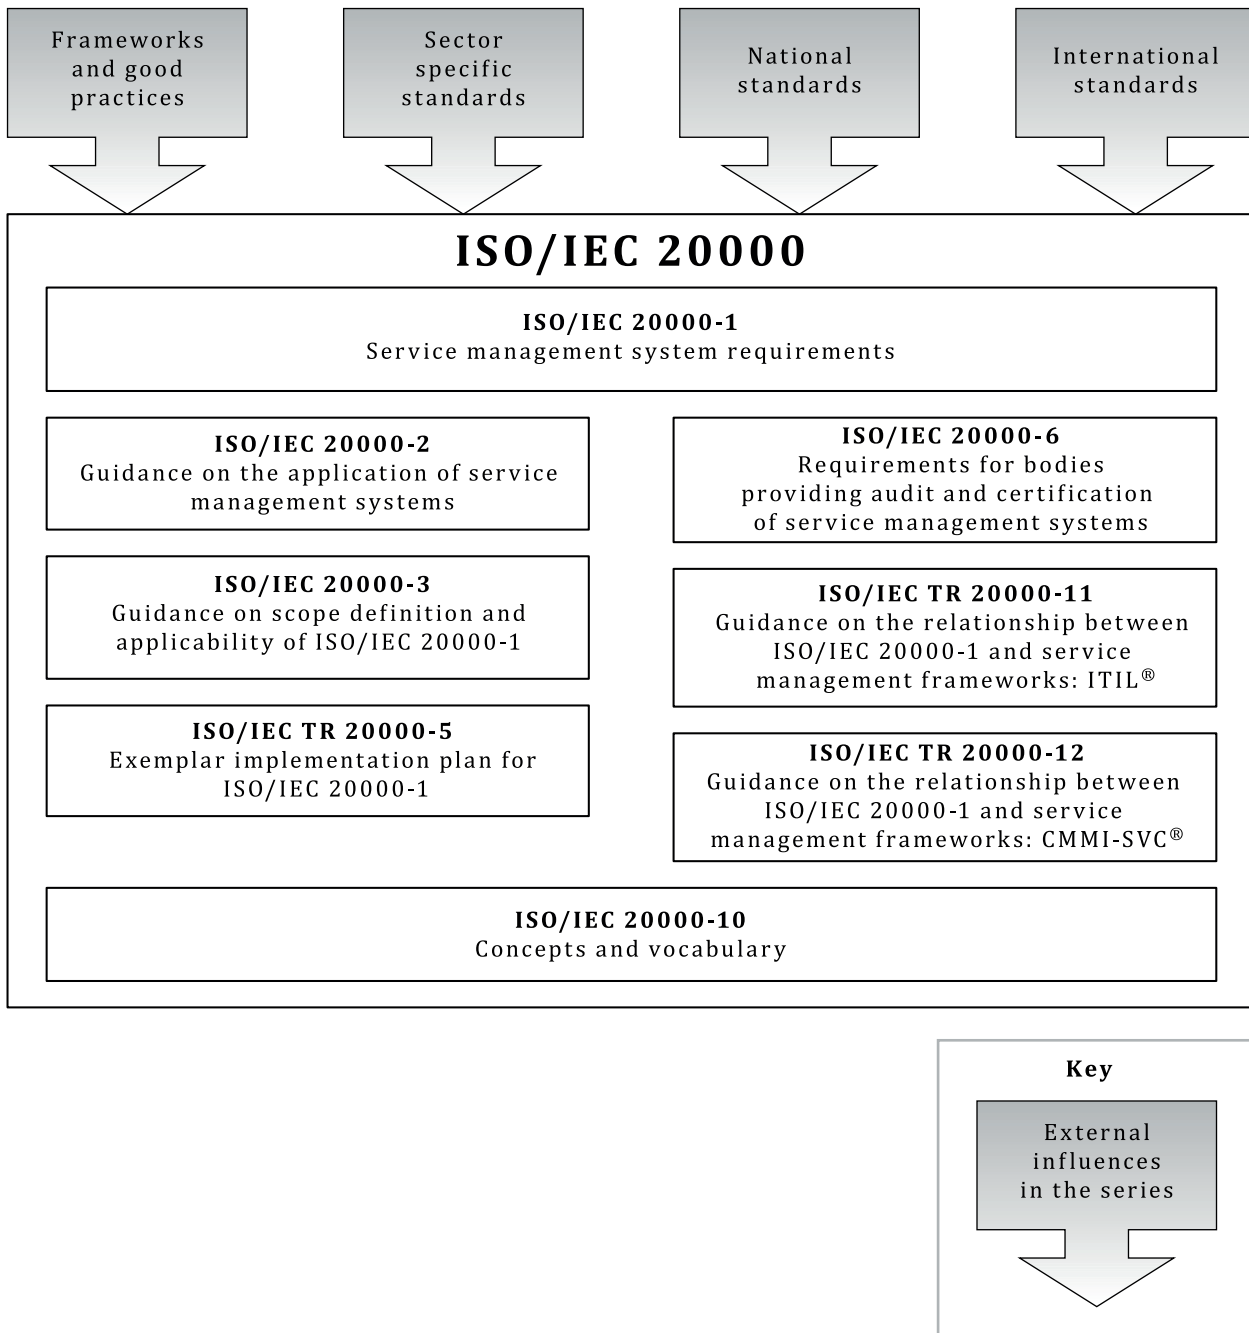 Frameworks
and good
practices
Sector
specific
standards
National
standards
International
standards
ISO/IEC 20000
ISO/IEC 20000-1
Service management system requirements
ISO/IEC 20000-2
Guidance on the application of service
management systems
ISO/IEC 20000-3
Guidance on scope definition and
applicability of ISO/IEC 20000-1
ISO/IEC TR 20000-5
Exemplar implementation plan for
ISO/IEC 20000-1
ISO/IEC 20000-6
Requirements for bodies
providing audit and certification
of service management systems
ISO/IEC TR 20000-11
Guidance on the relationship between
ISO/IEC 20000-1 and service
management frameworks: ITIL®
ISO/IEC TR 20000-12
Guidance on the relationship between
ISO/IEC 20000-1 and service
management frameworks: CMMI-SVC®
ISO/IEC 20000-10
Concepts and vocabulary
Key
External
influences
in the series